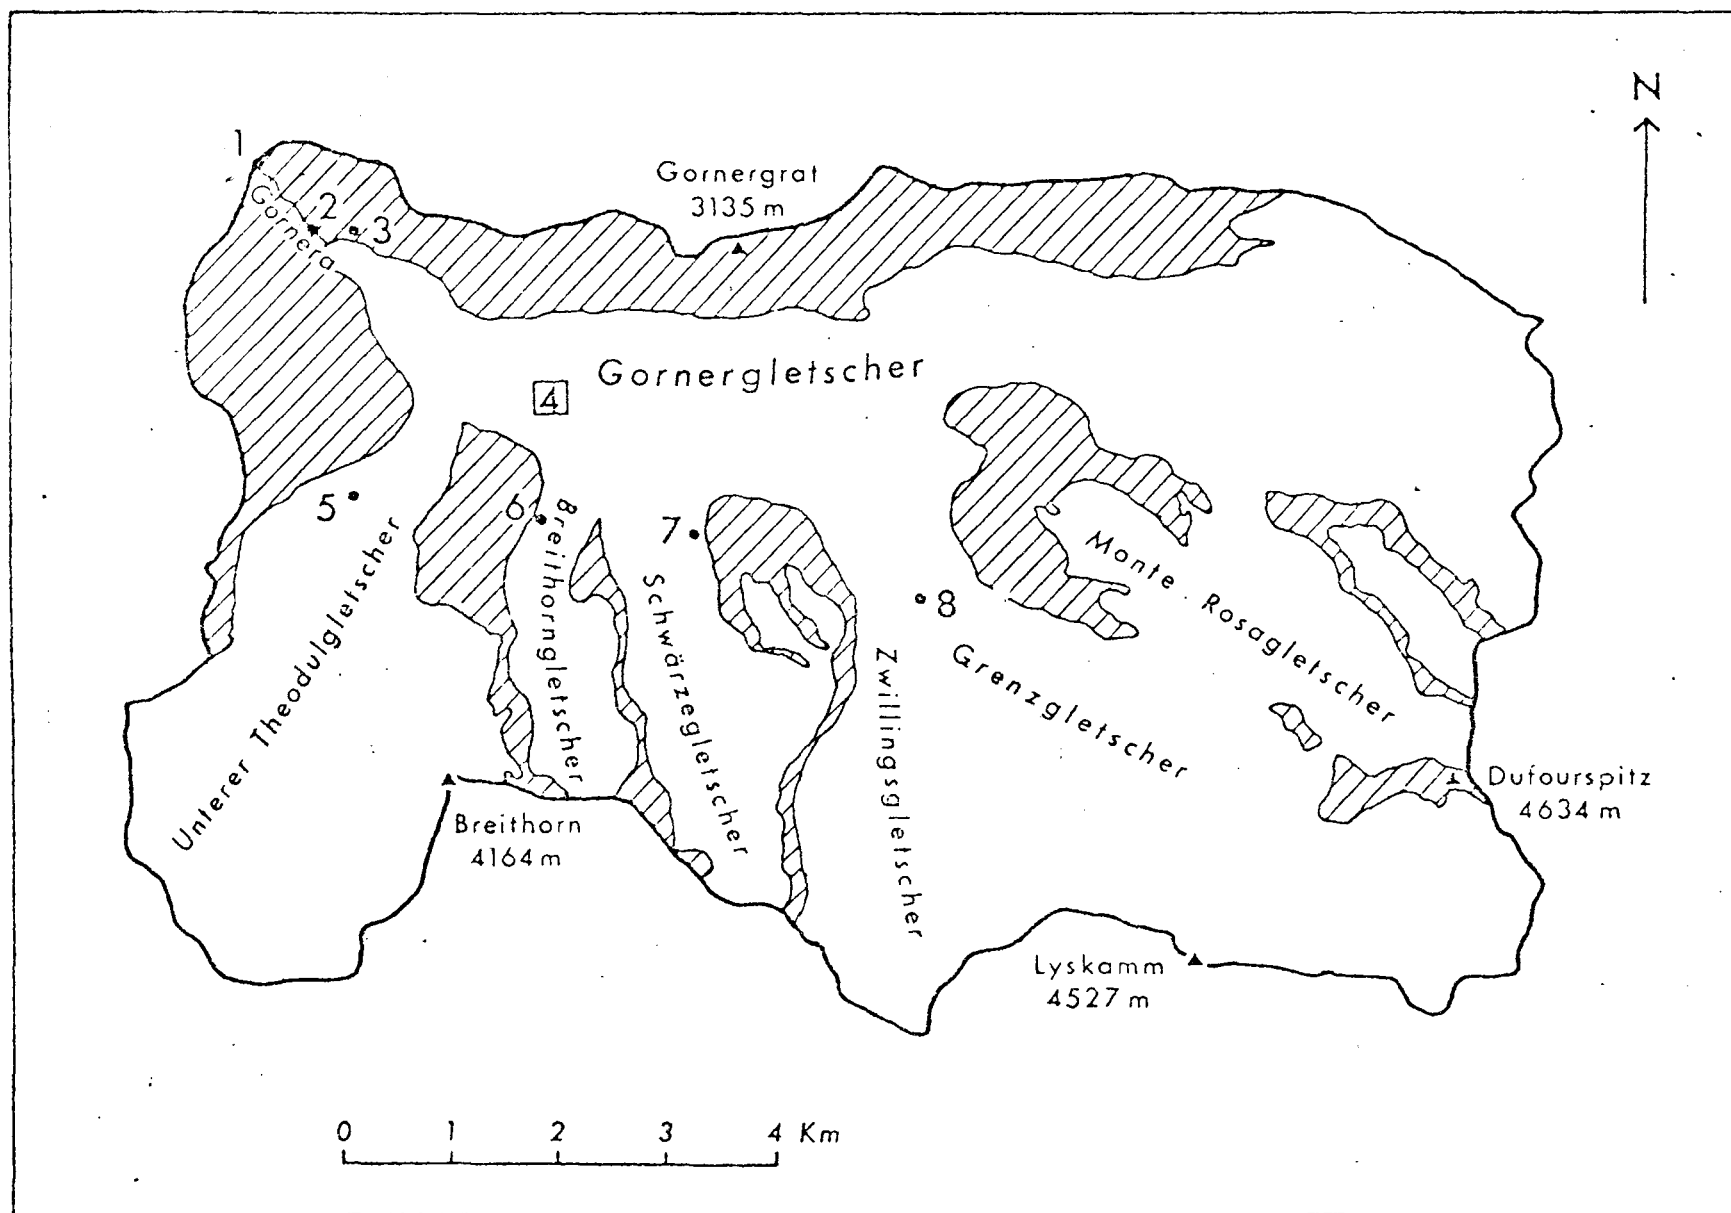 N
1
Gornera
2
3
Gornergrat
3135 m
Gornergletscher
4
5
6
7
8
Unterer Theodulgletscher
Breithorngletscher
Schwärzegletscher
Zwillingsgletscher
Grenzgletscher
Monte Rosagletscher
Breithorn
4164 m
Dufourspitz
4634 m
Lyskamm
4527 m
0 1 2 3 4 Km